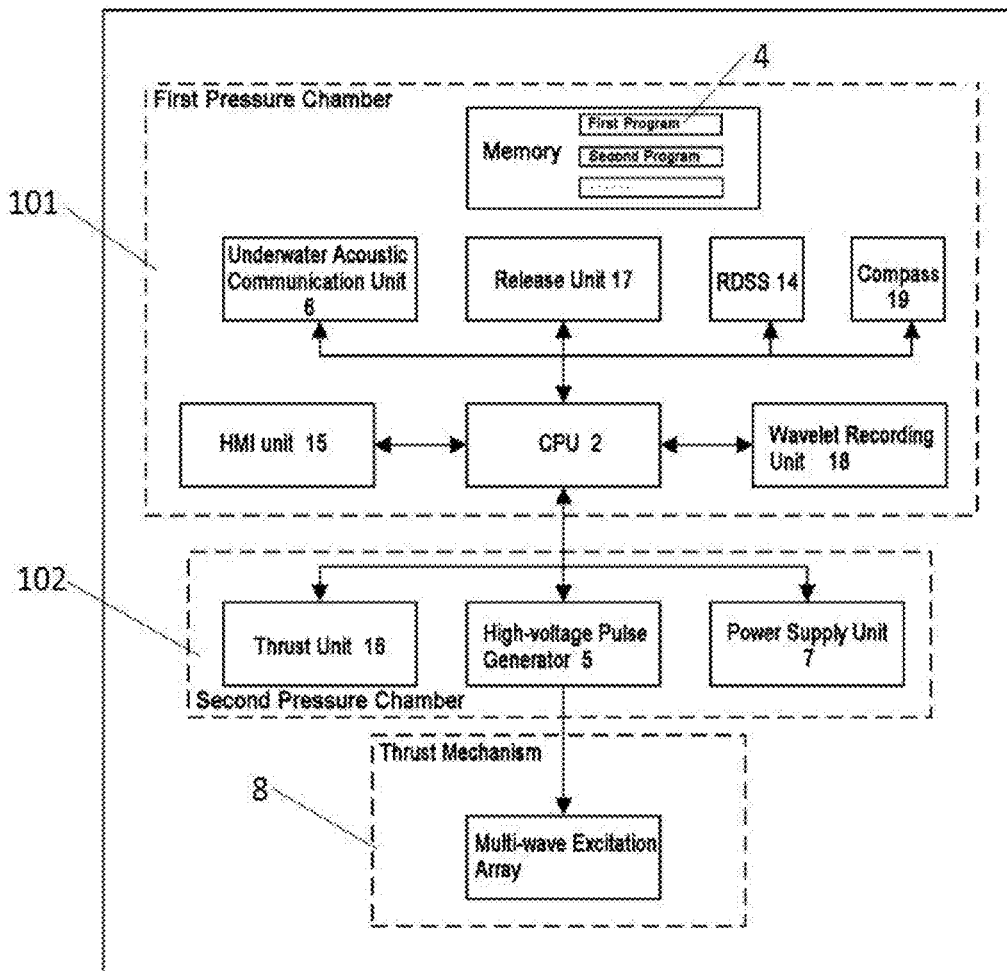 4
First Pressure Chamber
First Program
Memory
Second Program
.......
101
Underwater Acoustic
Communication Unit
6
Release Unit 17
RDSS 14
Compass
19
HMI unit 15
CPU 2
Wavelet Recording
Unit 18
102
Thrust Unit 16
High-voltage Pulse
Generator 5
Power Supply Unit
7
Second Pressure Chamber
Thrust Mechanism
8
Multi-wave Excitation
Array